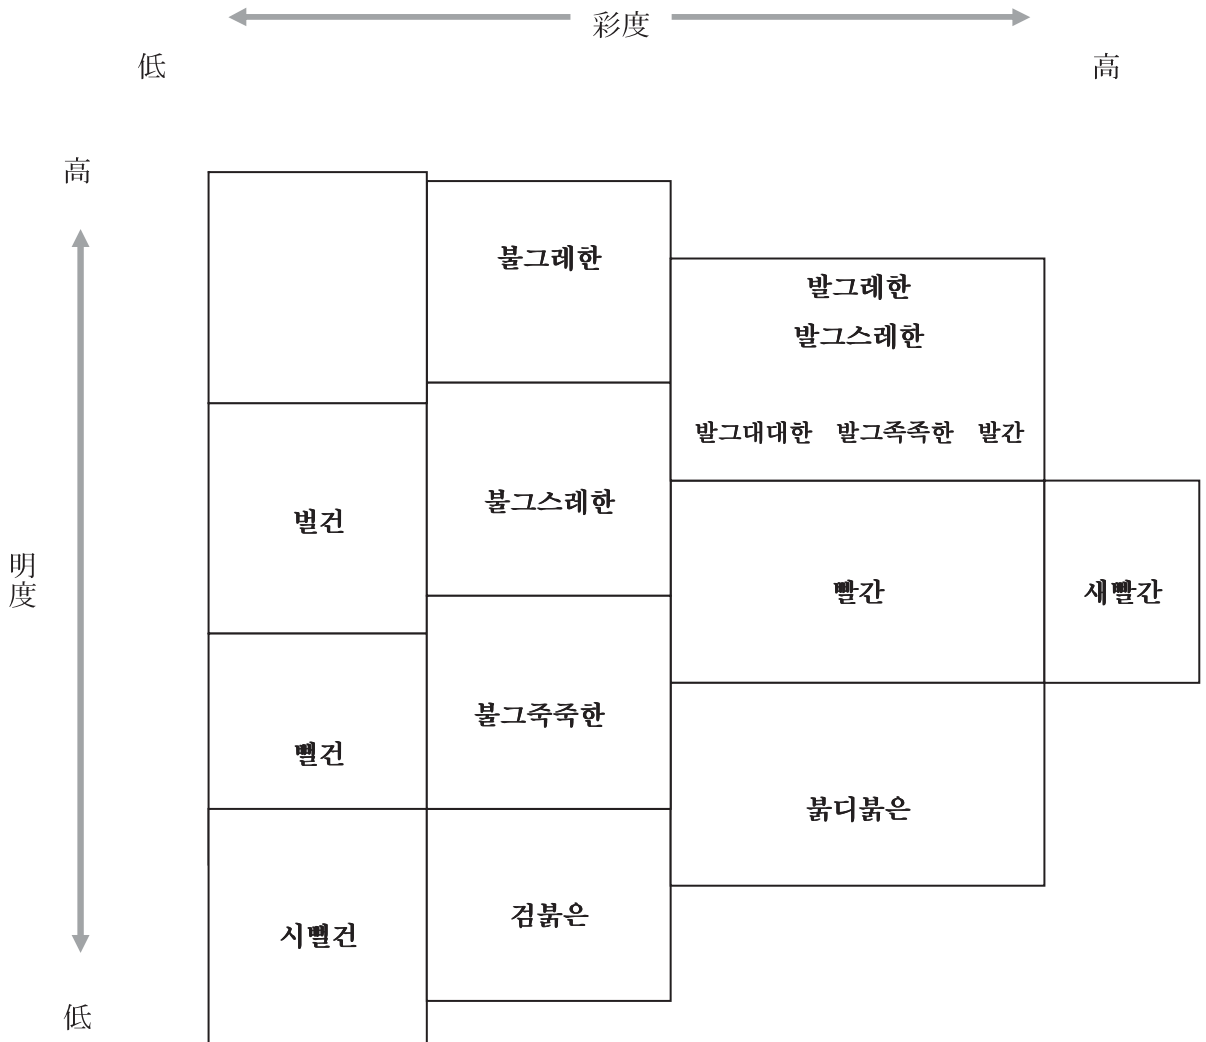 彩度
低
高
高
불그레한
발그레한
발그스레한
발그대대한 발그족족한 발간
불그스레한
벌건
明度
빨간
새빨간
불그죽죽한
뻘건
붉디붉은
검붉은
시뻘건
低